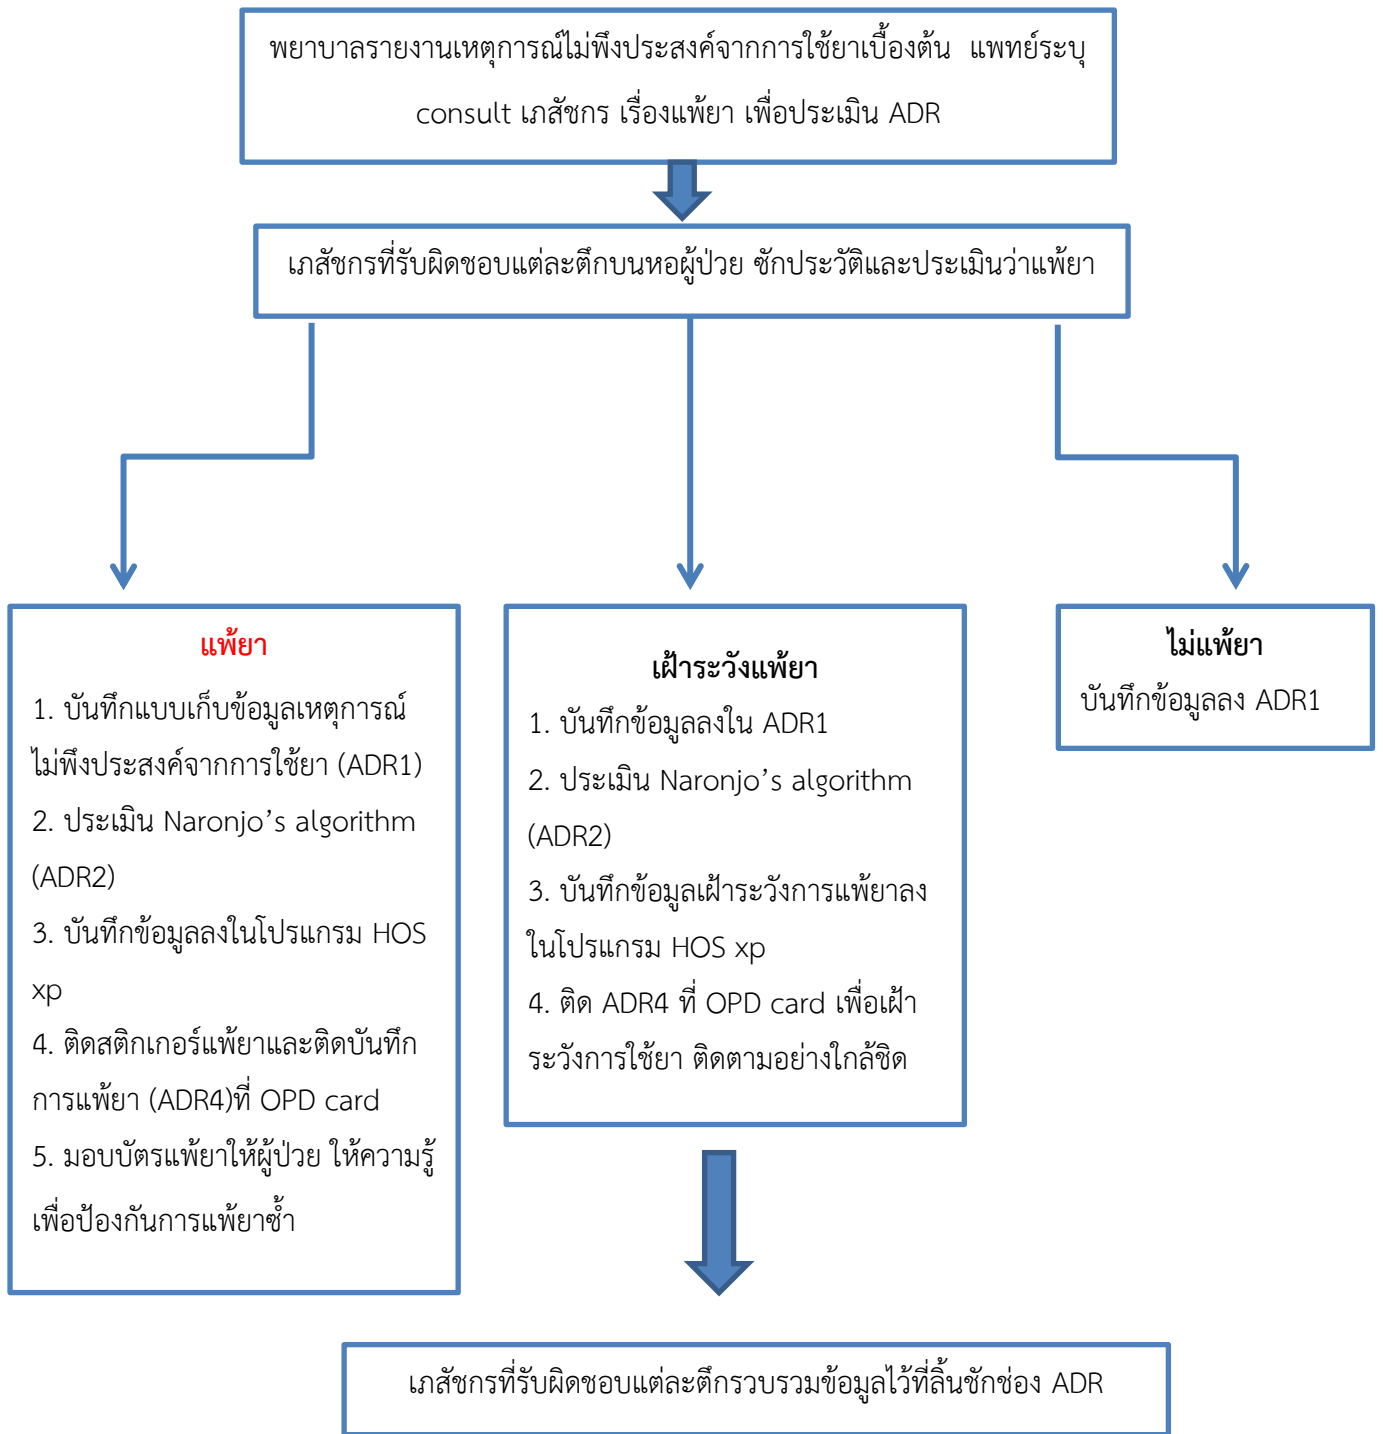 พยาบาลรายงานเหตุการณ์ไม่พึงประสงค์จากการใช้ยาเบื้องต้น แพทย์ระบุ
consult เภสัชกร เรื่องแพ้ยา เพื่อประเมิน ADR
เภสัชกรที่รับผิดชอบแต่ละตึกบนหอผู้ป่วย ซักประวัติและประเมินว่าแพ้ยา
แพ้ยา
1. บันทึกแบบเก็บข้อมูลเหตุการณ์
ไม่พึงประสงค์จากการใช้ยา (ADR1)
2. ประเมิน Naronjo’s algorithm
(ADR2)
3. บันทึกข้อมูลลงในโปรแกรม HOS
xp
4. ติดสติกเกอร์แพ้ยาและติดบันทึก
การแพ้ยา (ADR4)ที่ OPD card
5. มอบบัตรแพ้ยาให้ผู้ป่วย ให้ความรู้
เพื่อป้องกันการแพ้ยาซ้ำ
เฝ้าระวังแพ้ยา
1. บันทึกข้อมูลลงใน ADR1
2. ประเมิน Naronjo’s algorithm
(ADR2)
3. บันทึกข้อมูลเฝ้าระวังการแพ้ยาลง
ในโปรแกรม HOS xp
4. ติด ADR4 ที่ OPD card เพื่อเฝ้า
ระวังการใช้ยา ติดตามอย่างใกล้ชิด
ไม่แพ้ยา
บันทึกข้อมูลลง ADR1
เภสัชกรที่รับผิดชอบแต่ละตึกรวบรวมข้อมูลไว้ที่ลิ้นชักช่อง ADR